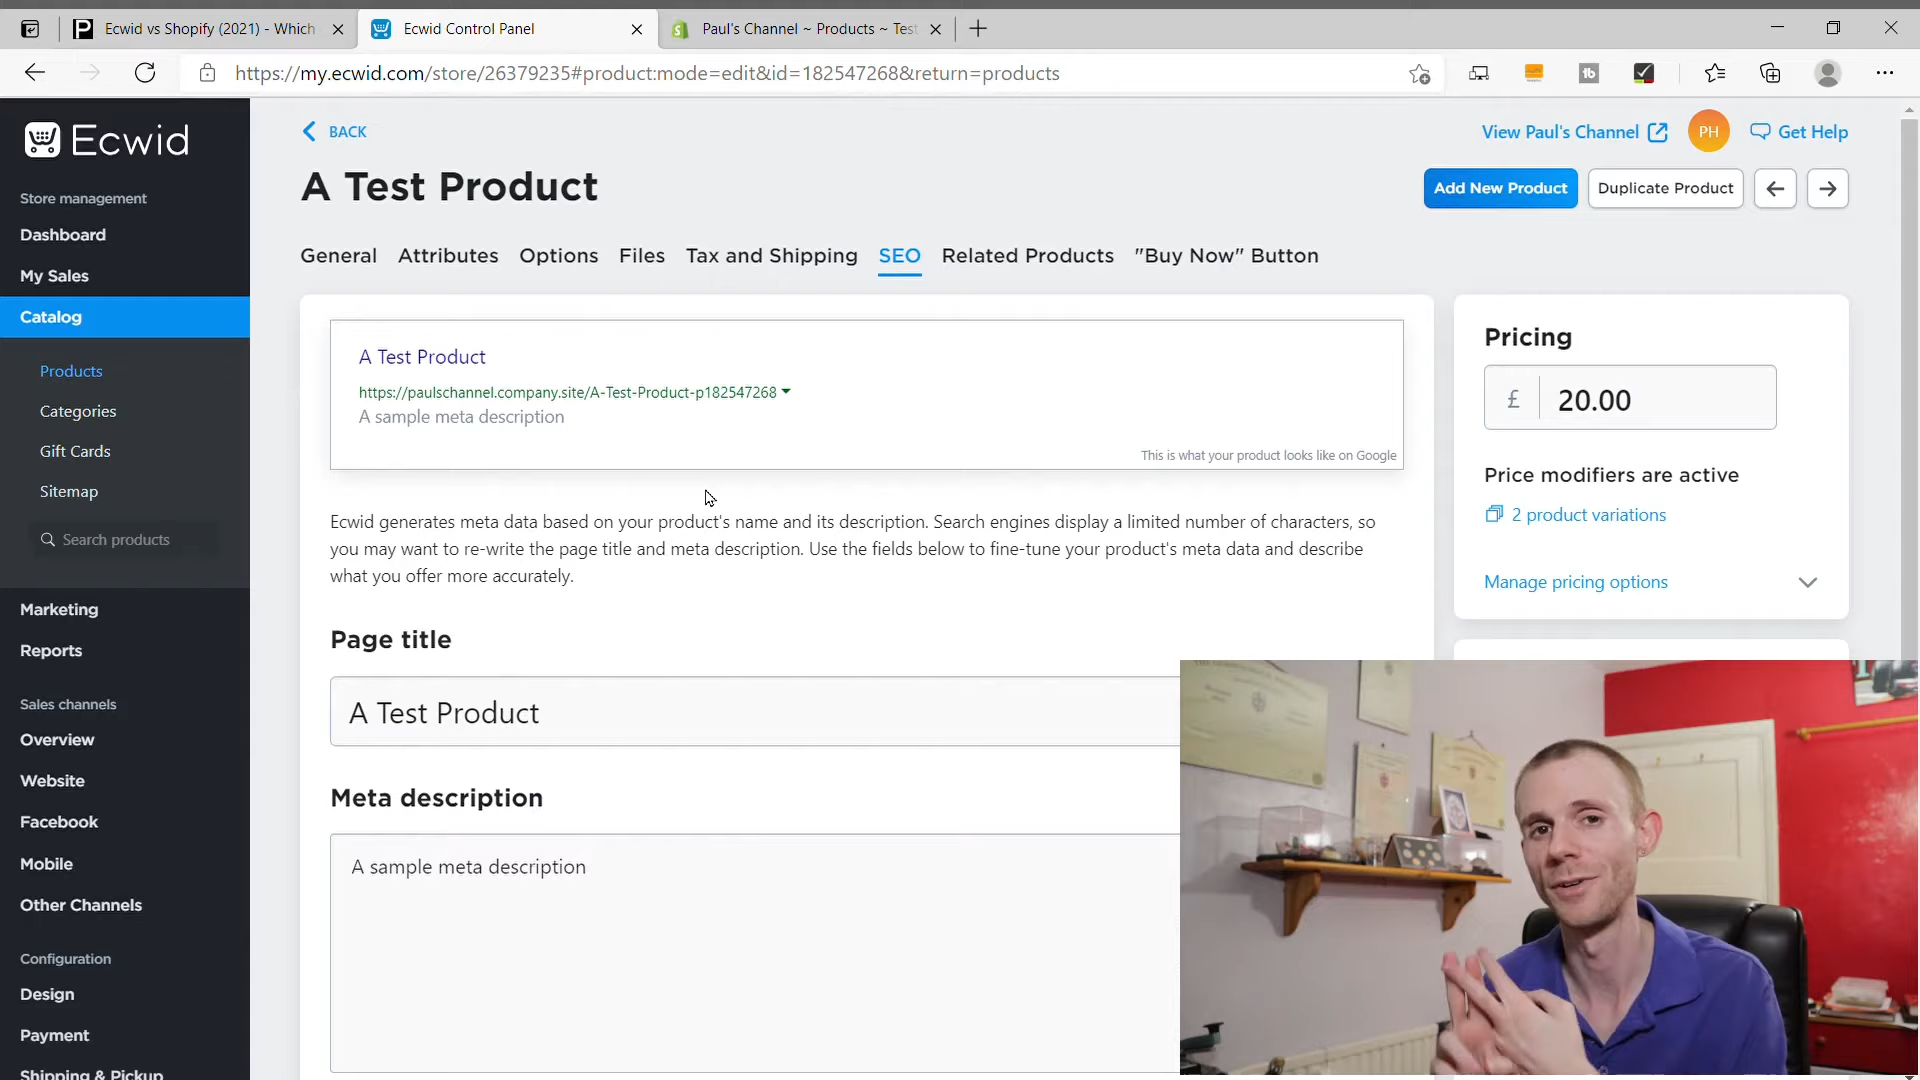 Ecwid vs Shopify (2021) - Which
Ecwid Control Panel
Paul's Channel ~ Products ~ Test
https://my.ecwid.com/store/26379235#product:mode=edit&id=182547268&return=products
tb
Ecwid
BACK
View Paul's Channel
PH
Get Help
A Test Product
Add New Product
Duplicate Product
Store management
Dashboard
My Sales
Catalog
Products
Categories
Gift Cards
Sitemap
Search products
Marketing
Reports
Sales channels
Overview
Website
Facebook
Mobile
Other Channels
Configuration
Design
Payment
Shipping & Pickup
General Attributes Options Files Tax and Shipping SEO Related Products "Buy Now" Button
A Test Product
https://paulschannel.company.site/A-Test-Product-p182547268
A sample meta description
This is what your product looks like on Google
Ecwid generates meta data based on your product's name and its description. Search engines display a limited number of characters, so
you may want to re-write the page title and meta description. Use the fields below to fine-tune your product's meta data and describe
what you offer more accurately.
Page title
A Test Product
Meta description
A sample meta description
Pricing
£ 20.00
Price modifiers are active
2 product variations
Manage pricing options